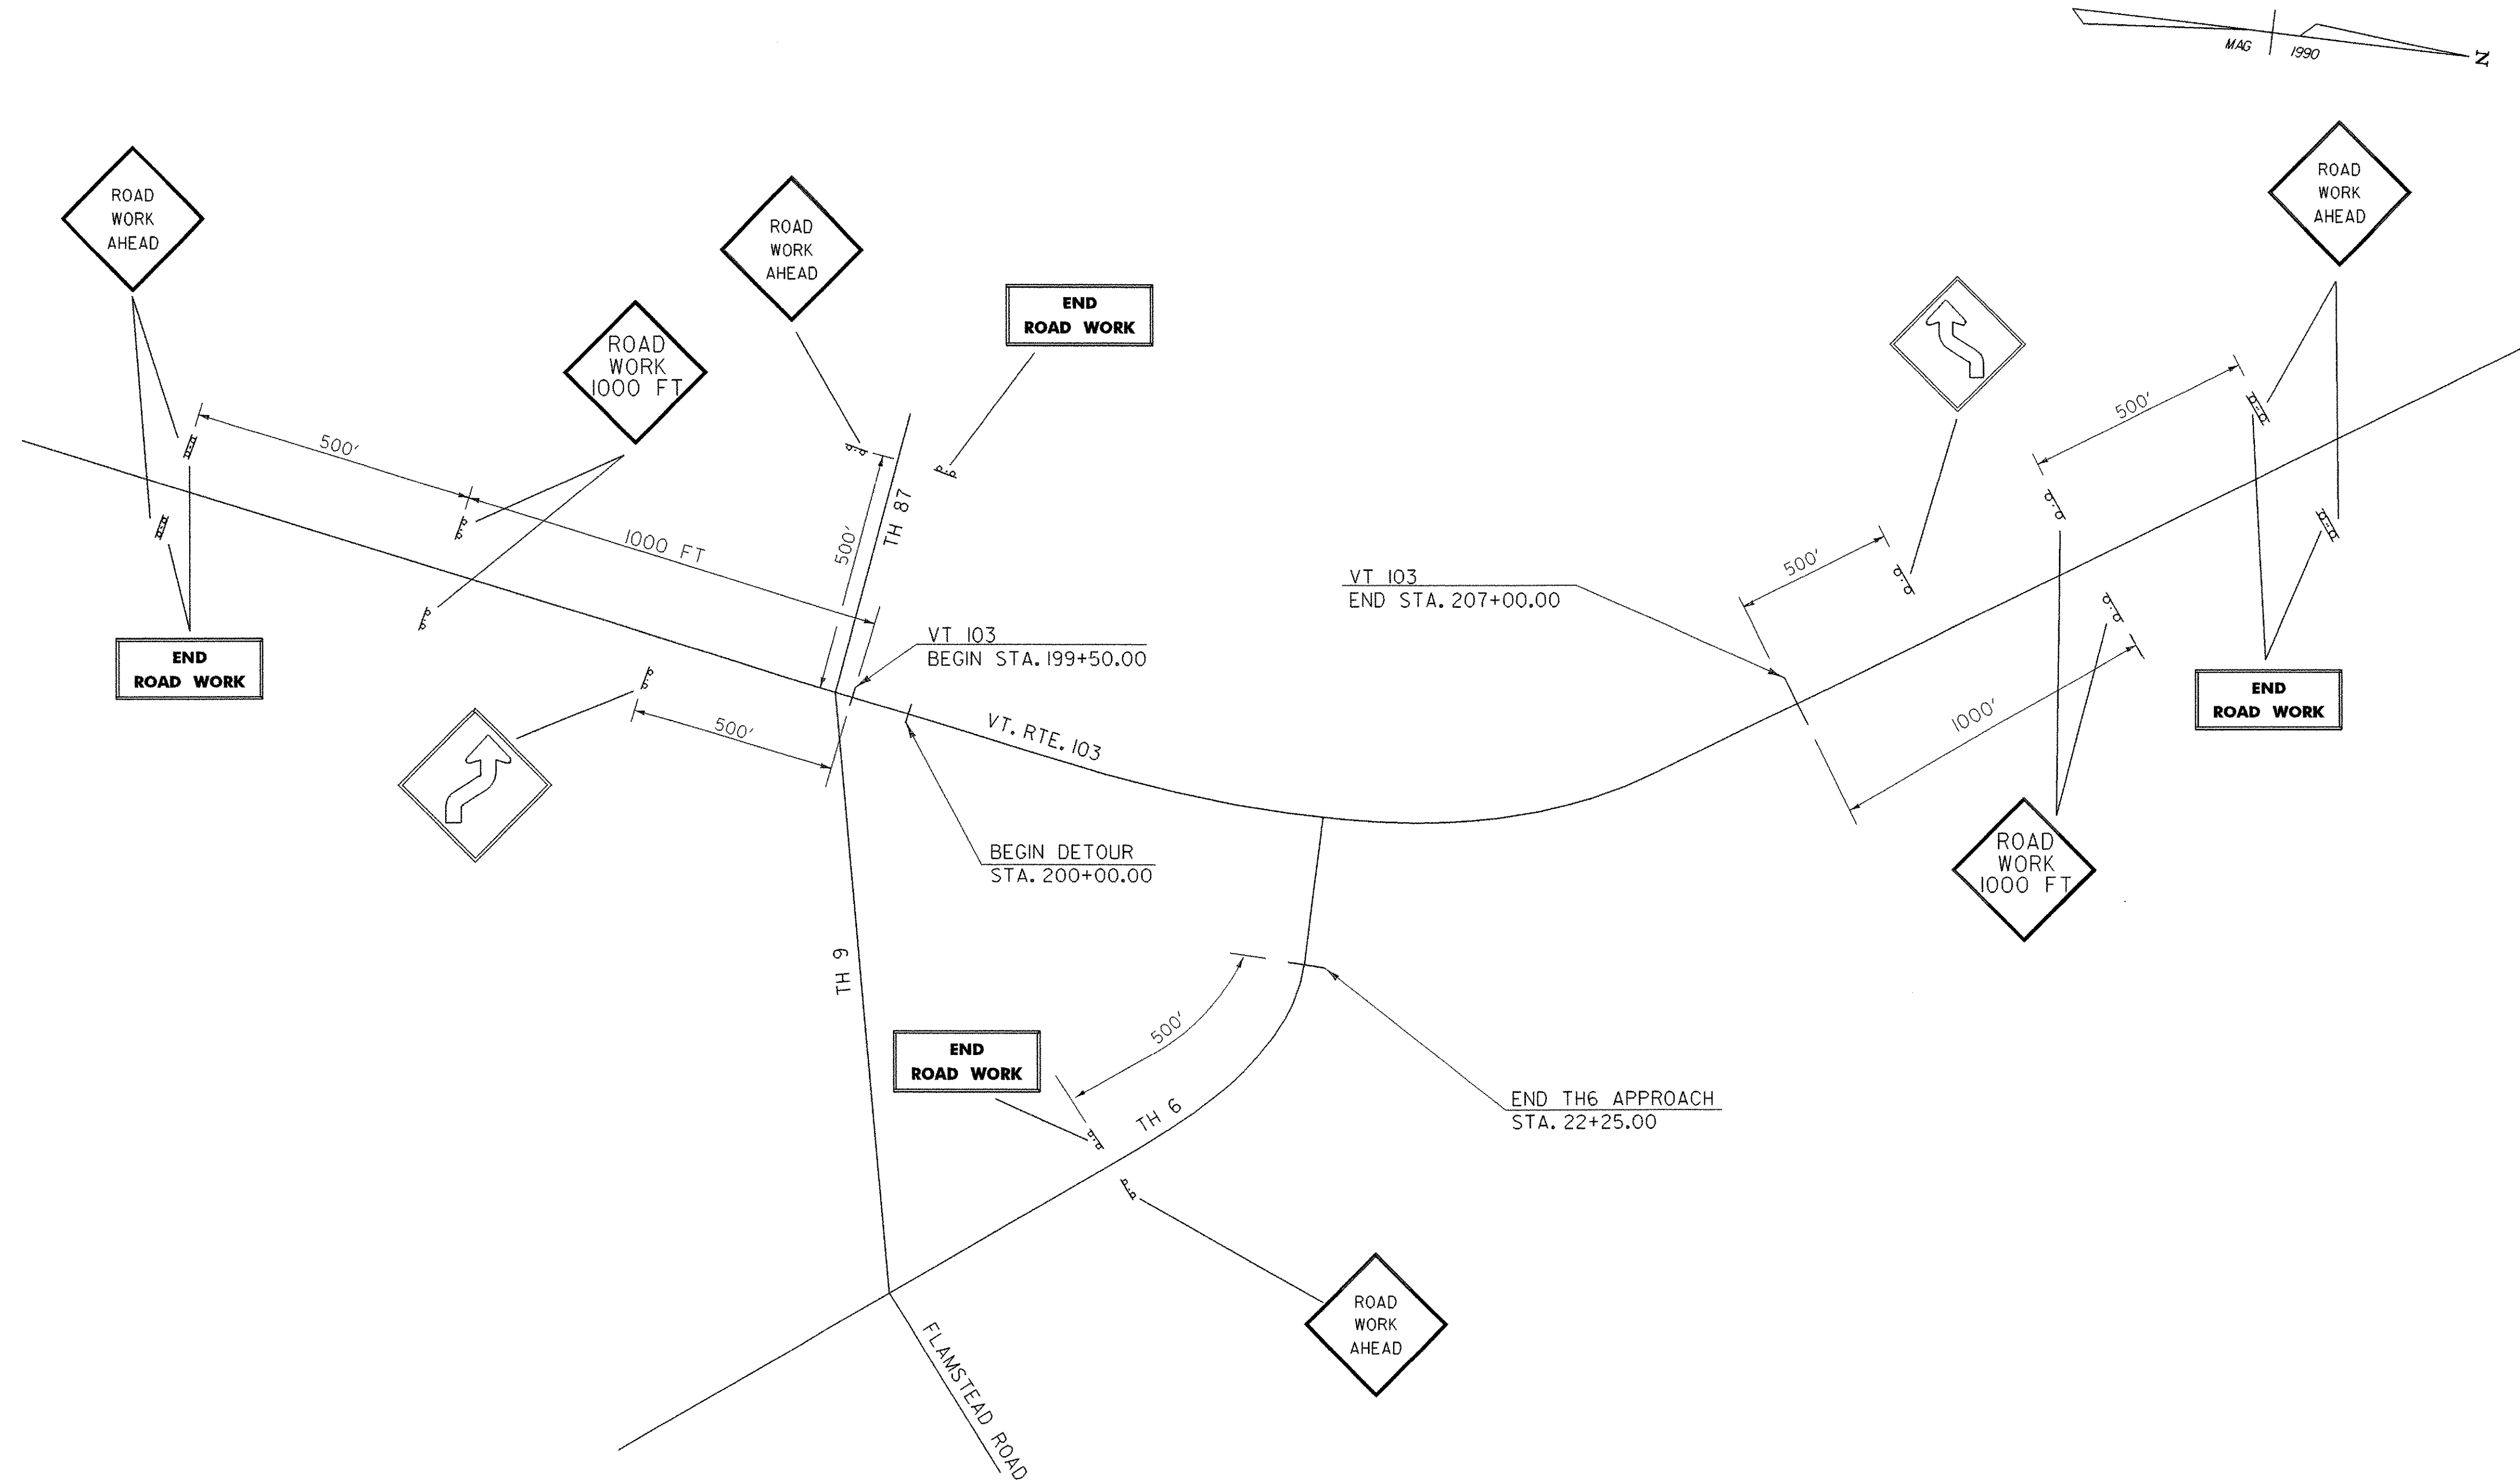 MAG 1990
N
ROAD
WORK
AHEAD
ROAD
WORK
AHEAD
ROAD
WORK
AHEAD
END
ROAD WORK
ROAD
WORK
1000 FT
500'
500'
1000 FT
500'
TH 87
500'
VT 103
END STA. 207+00.00
VT 103
BEGIN STA. 199+50.00
END
ROAD WORK
END
ROAD WORK
500'
VT. RTE. 103
1000'
BEGIN DETOUR
STA. 200+00.00
ROAD
WORK
1000 FT
TH 9
500'
END
ROAD WORK
TH 6
END TH6 APPROACH
STA. 22+25.00
ROAD
WORK
AHEAD
FLAMSTEAD ROAD